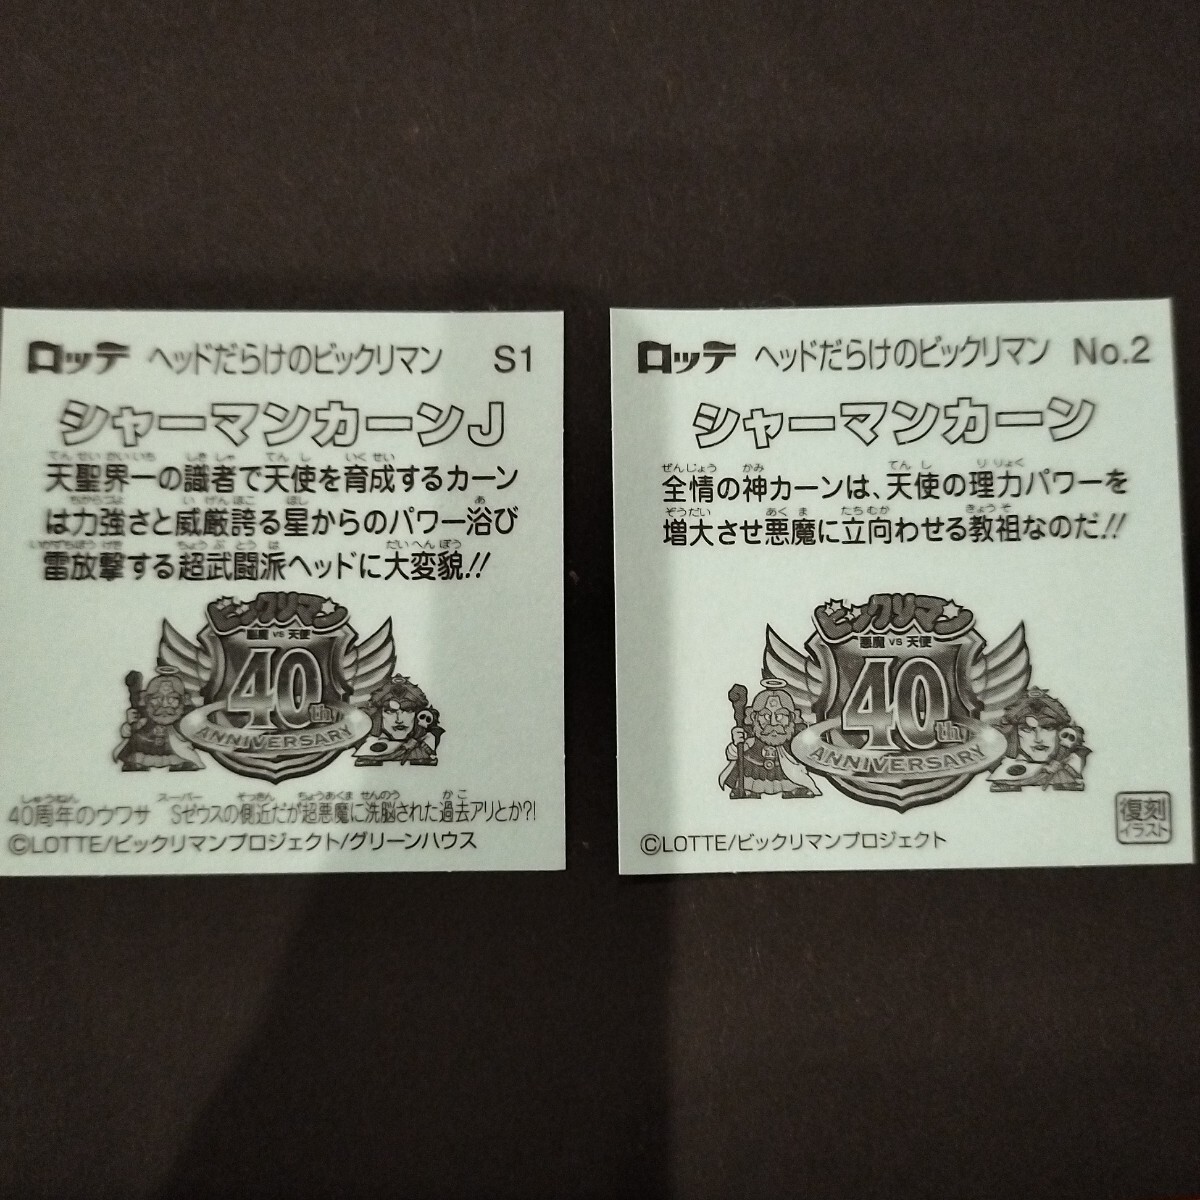 ロッテ ヘッドだらけのビックリマン S1
シャーマンカーンJ
天聖界一の識者で天使を育成するカーン
は力強さと威厳誇る星からのパワー浴び
雷放撃する超武闘派ヘッドに大変貌!!
ビックリマン
悪魔 VS 天使
40th
ANNIVERSARY
40周年のウワサ Sゼウスの側近だが超悪魔に洗脳された過去アリとか?!
©LOTTE/ビックリマンプロジェクト/グリーンハウス
ロッテ ヘッドだらけのビックリマン No.2
シャーマンカーン
全情の神カーンは、天使の理力パワーを
増大させ悪魔に立向わせる教祖なのだ!!
ビックリマン
悪魔 VS 天使
40th
ANNIVERSARY
復刻
イラスト
©LOTTE/ビックリマンプロジェクト